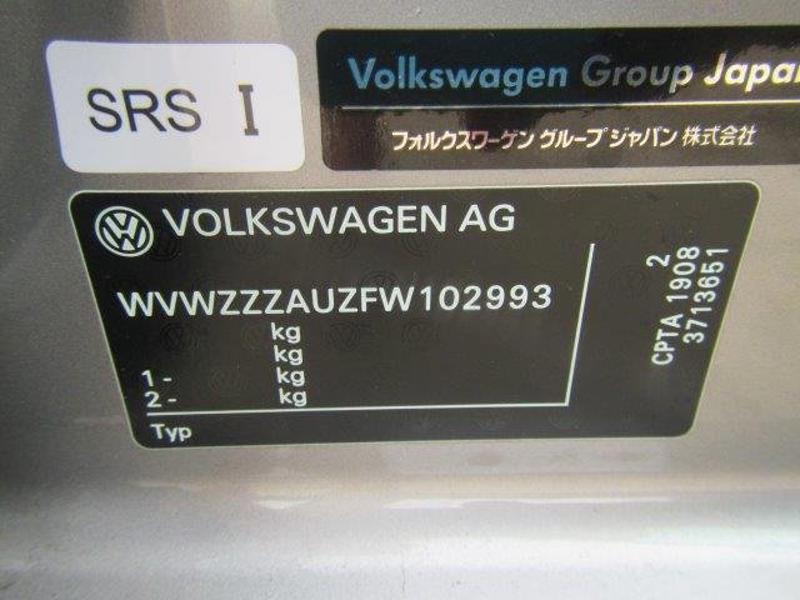 SRS I
Volkswagen Group Japan
フォルクスワーゲン グループ ジャパン 株式会社
VOLKSWAGEN AG
WVWZZZAUZFW102993
kg
kg
1- kg
2- kg
Typ
2
CPTA 1908
3713651